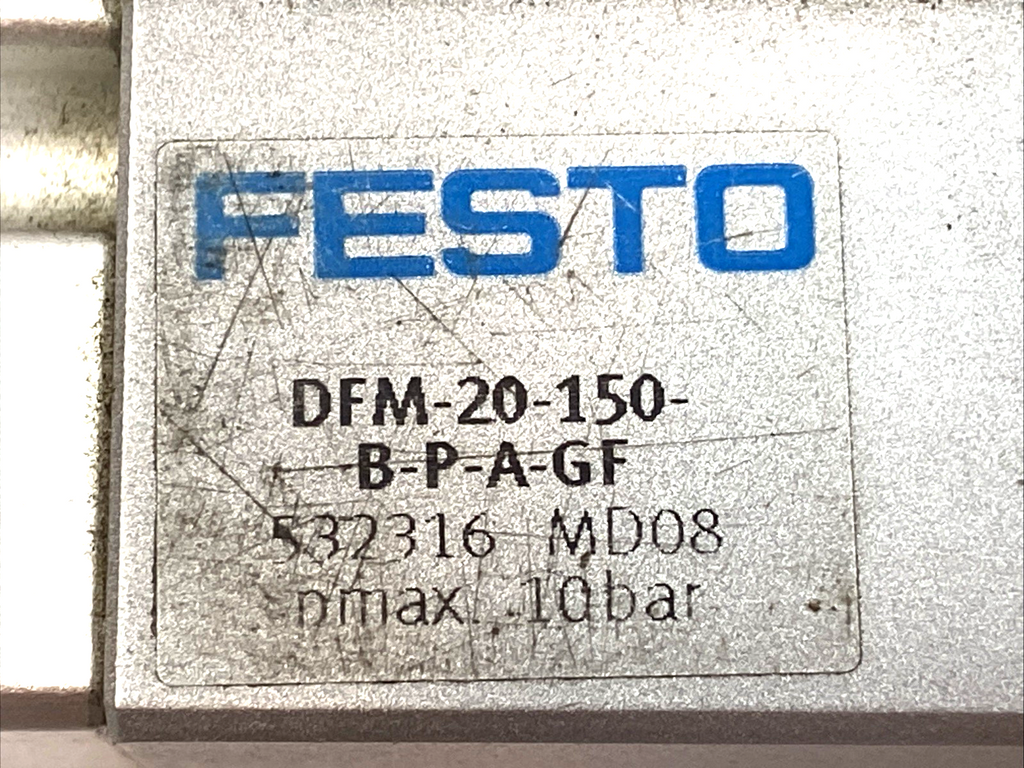 FESTO
DFM-20-150-
B-P-A-GF
532316 MD08
pmax. 10bar